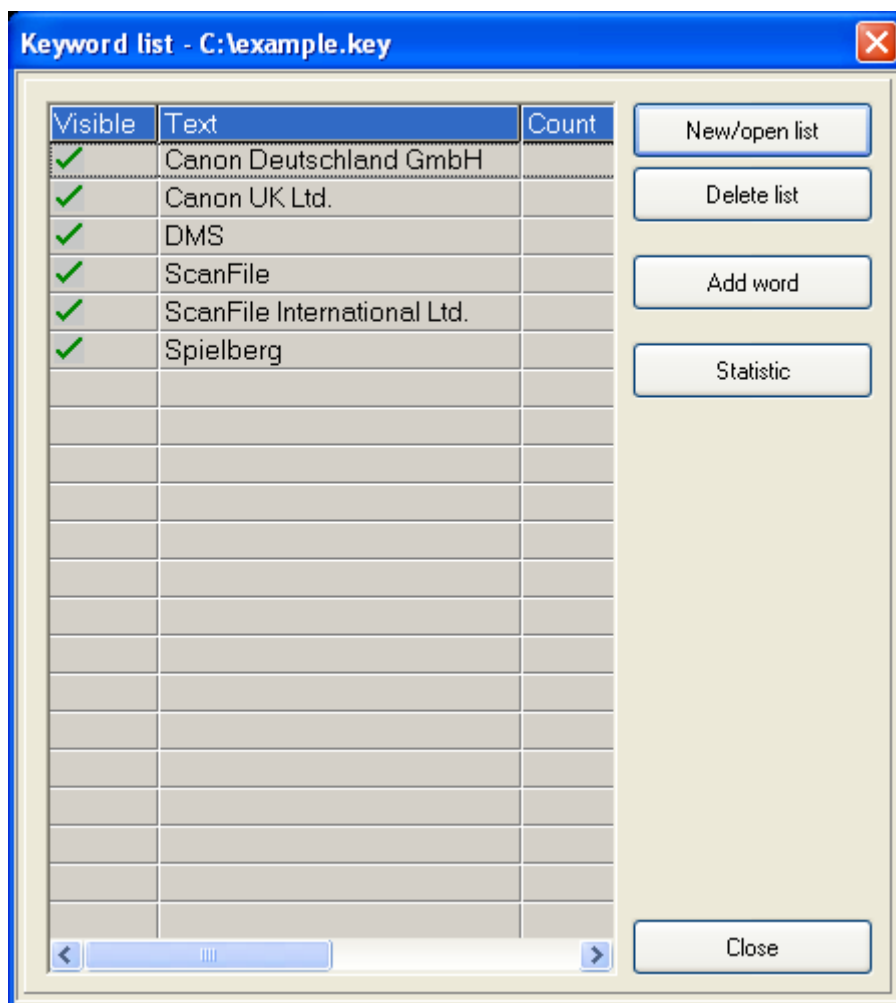 Keyword list - C:\example.key
Visible Text Count
Canon Deutschland GmbH
Canon UK Ltd.
DMS
ScanFile
ScanFile International Ltd.
Spielberg
New/open list
Delete list
Add word
Statistic
Close